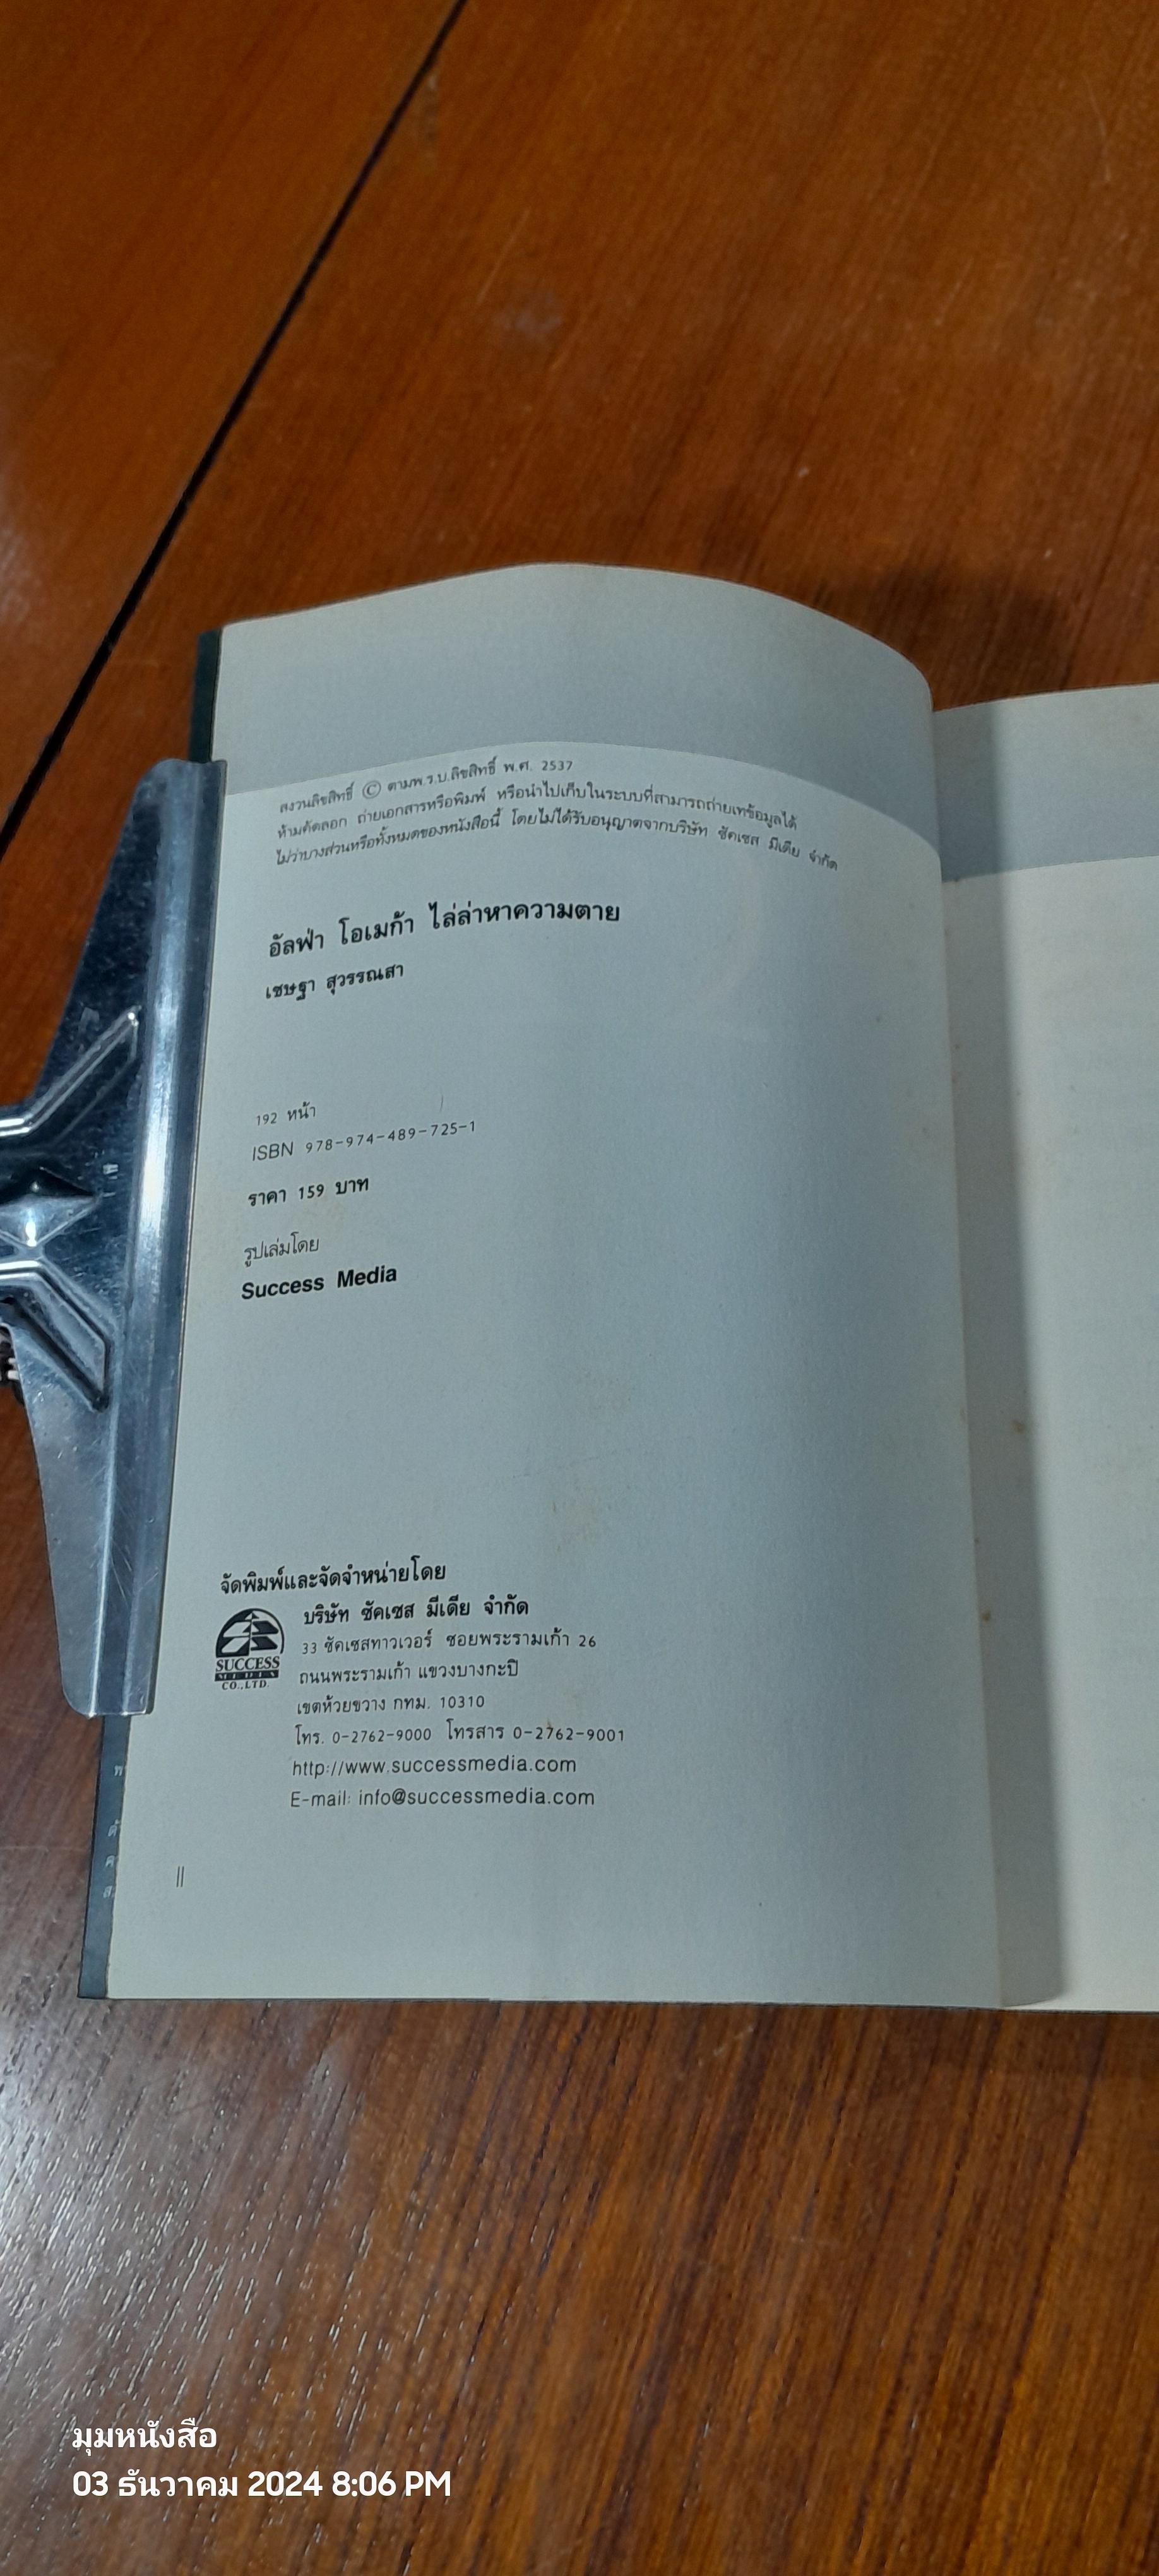 สงวนลิขสิทธิ์ © ตามพ.ร.บ.ลิขสิทธิ์ พ.ศ. 2537
ห้ามคัดลอก ถ่ายเอกสารหรือพิมพ์ หรือนำไปเก็บในระบบที่สามารถถ่ายเทข้อมูลได้
ไม่ว่าบางส่วนหรือทั้งหมดของหนังสือนี้ โดยไม่ได้รับอนุญาตจากบริษัท ซัคเซส มีเดีย จำกัด
อัลฟ่า โอเมก้า ไล่ล่าหาความตาย
เชษฐา สุวรรณสา
192 หน้า
ISBN 978-974-489-725-1
ราคา 159 บาท
รูปเล่มโดย
Success Media
จัดพิมพ์และจัดจำหน่ายโดย
บริษัท ซัคเซส มีเดีย จำกัด
33 ซัคเซสทาวเวอร์ ซอยพระรามเก้า 26
ถนนพระรามเก้า แขวงบางกะปิ
เขตห้วยขวาง กทม. 10310
โทร. 0-2762-9000 โทรสาร 0-2762-9001
http://www.successmedia.com
E-mail: info@successmedia.com
SUCCESS
MEDIA
CO.,LTD.
||
มุมหนังสือ
03 ธันวาคม 2024 8:06 PM